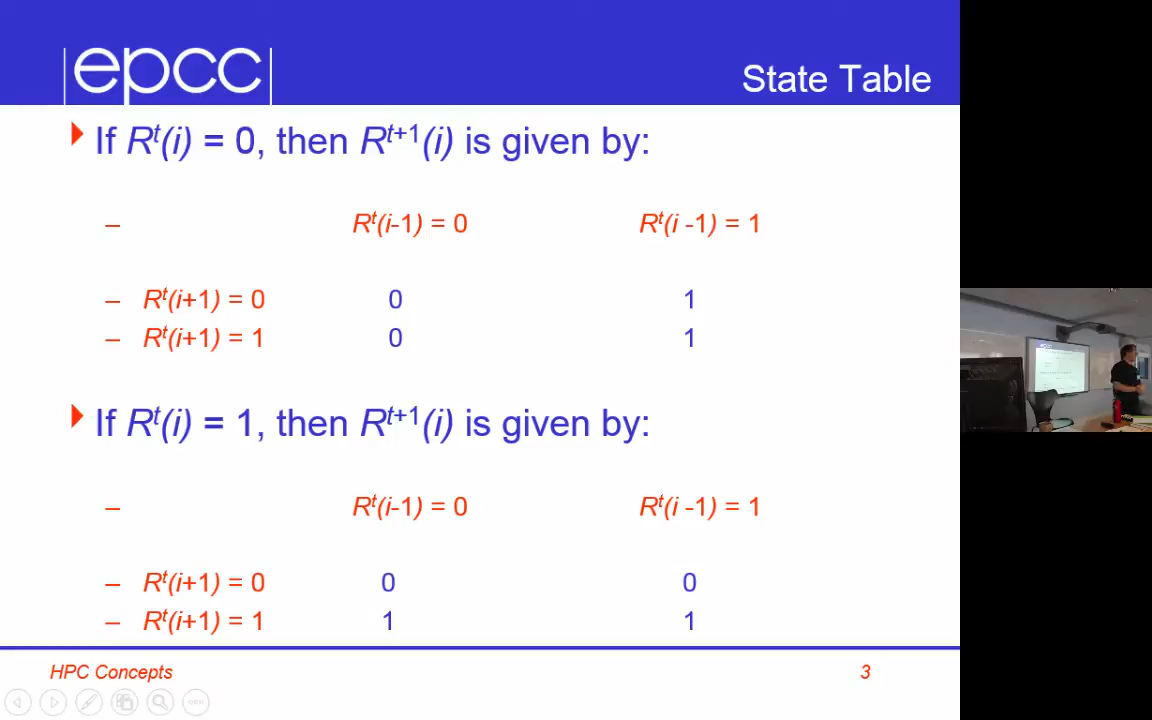 |epcc|
State Table
If Rᵗ(i) = 0, then Rᵗ⁺¹(i) is given by:
– Rᵗ(i-1) = 0 Rᵗ(i -1) = 1
– Rᵗ(i+1) = 0 0 1
– Rᵗ(i+1) = 1 0 1
If Rᵗ(i) = 1, then Rᵗ⁺¹(i) is given by:
– Rᵗ(i-1) = 0 Rᵗ(i -1) = 1
– Rᵗ(i+1) = 0 0 0
– Rᵗ(i+1) = 1 1 1
HPC Concepts
3